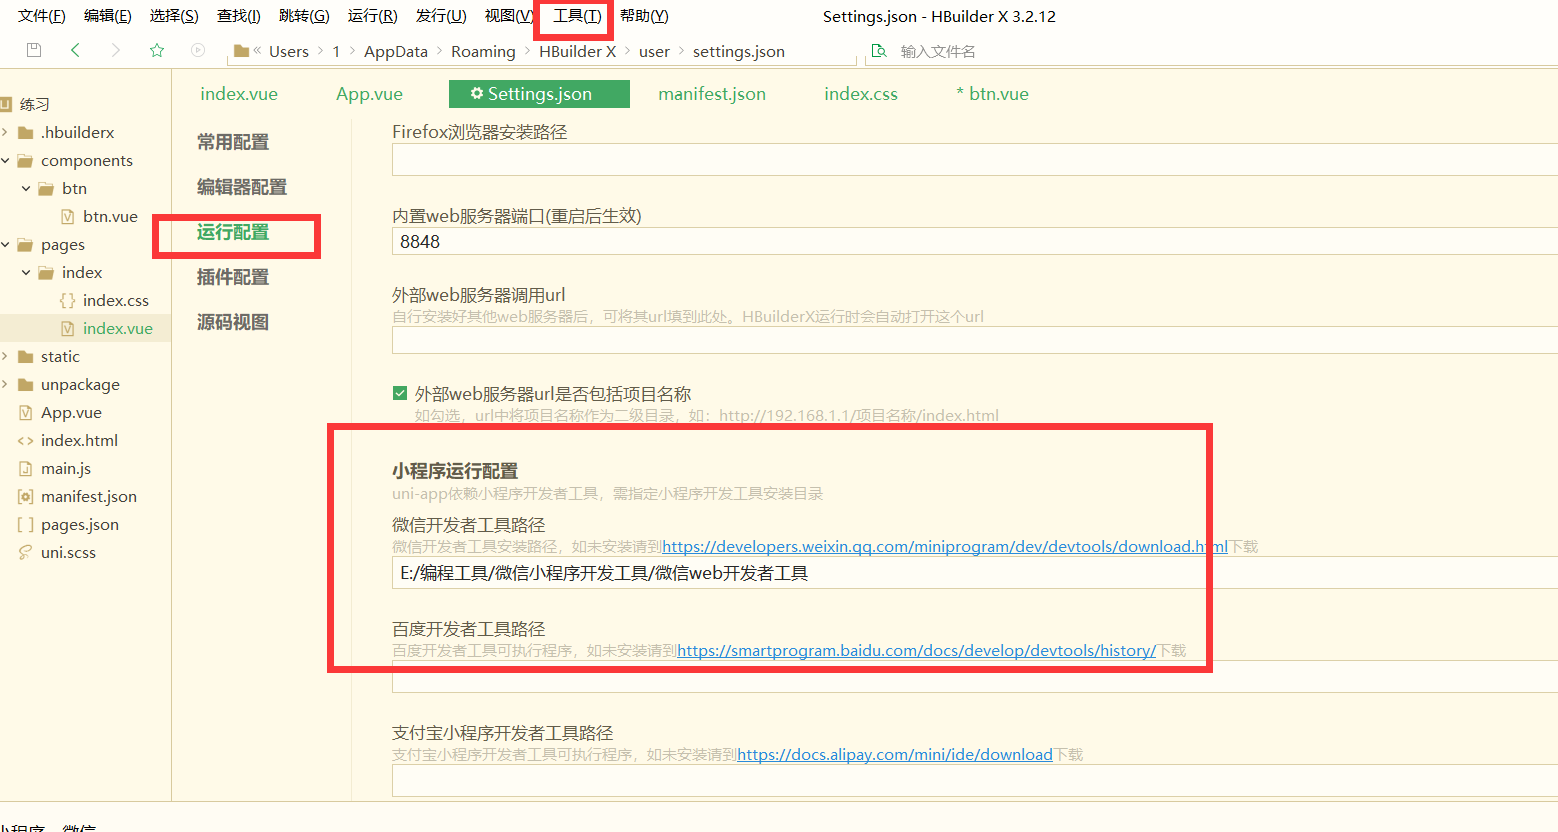 文件(F) 编辑(E) 选择(S) 查找(I) 跳转(G) 运行(R) 发行(U) 视图(V) 工具(T) 帮助(Y) Settings.json - HBuilder X 3.2.12
« Users > 1 > AppData > Roaming > HBuilder X > user > settings.json 输入文件名
练习
.hbuilderx
components
btn
btn.vue
pages
index
index.css
index.vue
static
unpackage
App.vue
index.html
main.js
manifest.json
pages.json
uni.scss
index.vue App.vue Settings.json manifest.json index.css * btn.vue
常用配置
编辑器配置
运行配置
插件配置
源码视图
Firefox浏览器安装路径
内置web服务器端口(重启后生效)
8848
外部web服务器调用url
自行安装好其他web服务器后，可将其url填到此处。HBuilderX运行时会自动打开这个url
外部web服务器url是否包括项目名称
如勾选，url中将项目名称作为二级目录，如：http://192.168.1.1/项目名称/index.html
小程序运行配置
uni-app依赖小程序开发者工具，需指定小程序开发工具安装目录
微信开发者工具路径
微信开发者工具安装路径，如未安装请到https://developers.weixin.qq.com/miniprogram/dev/devtools/download.html下载
E:/编程工具/微信小程序开发工具/微信web开发者工具
百度开发者工具路径
百度开发者工具可执行程序，如未安装请到https://smartprogram.baidu.com/docs/develop/devtools/history/下载
支付宝小程序开发者工具路径
支付宝小程序开发者工具可执行程序，如未安装请到https://docs.alipay.com/mini/ide/download下载
小程序 - 微信